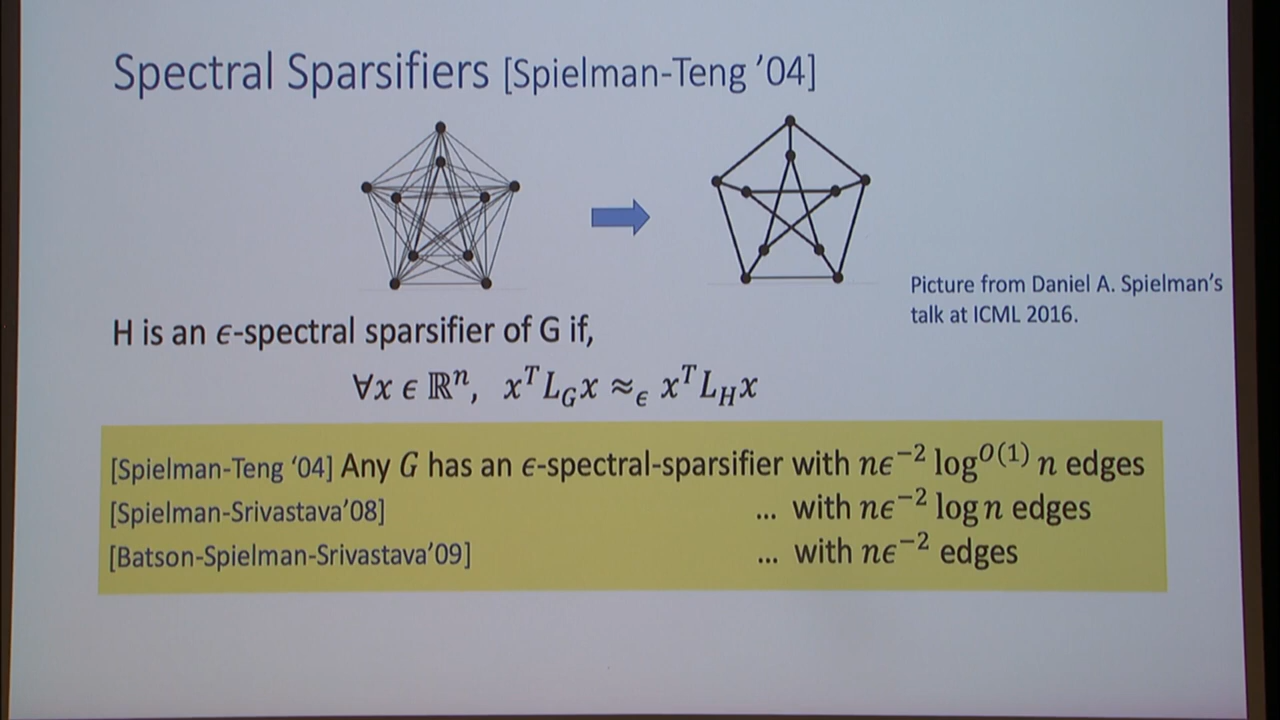 Spectral Sparsifiers [Spielman-Teng '04]
Picture from Daniel A. Spielman's
talk at ICML 2016.
H is an ϵ-spectral sparsifier of G if,
∀x ϵ ℝⁿ, xᵀL_Gx ≈_ϵ xᵀL_Hx
[Spielman-Teng '04] Any G has an ϵ-spectral-sparsifier with nϵ⁻² log^O(1) n edges
[Spielman-Srivastava'08] ... with nϵ⁻² log n edges
[Batson-Spielman-Srivastava'09] ... with nϵ⁻² edges